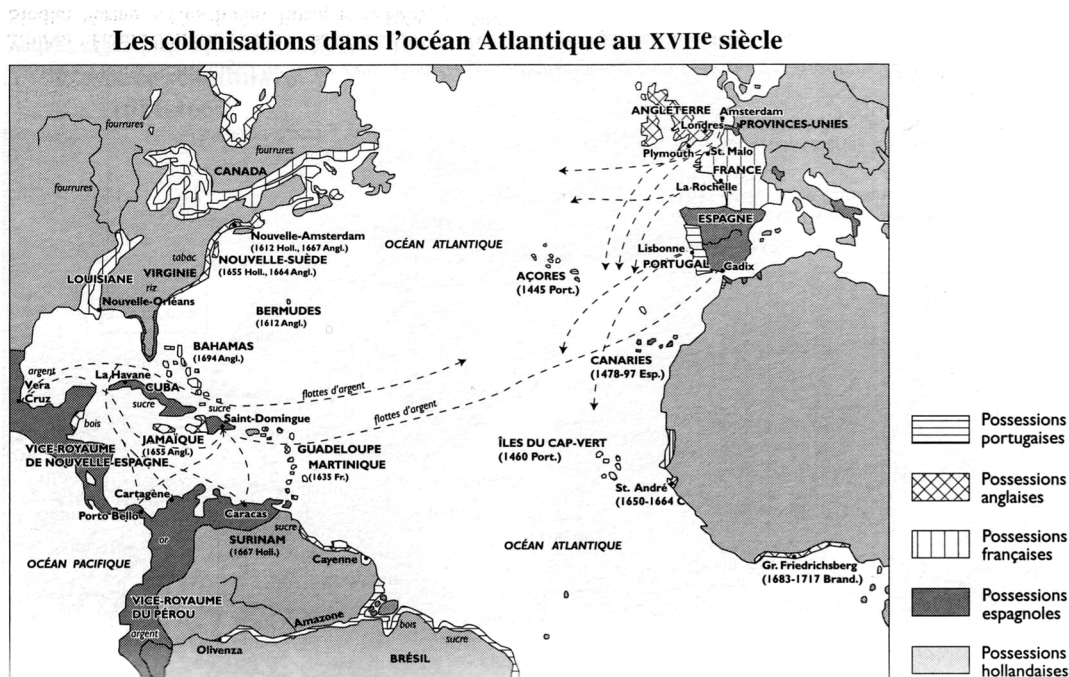 Les colonisations dans l'océan Atlantique au XVIIe siècle
fourrures
fourrures
fourrures
CANADA
ANGLETERRE
Amsterdam
Londres
PROVINCES-UNIES
Plymouth
St. Malo
FRANCE
La Rochelle
ESPAGNE
Lisbonne
PORTUGAL
Cadix
Nouvelle-Amsterdam
(1612 Holl., 1667 Angl.)
OCÉAN ATLANTIQUE
tabac
NOUVELLE-SUÈDE
(1655 Holl., 1664 Angl.)
LOUISIANE
VIRGINIE
riz
Nouvelle-Orléans
AÇORES
(1445 Port.)
BERMUDES
(1612 Angl.)
BAHAMAS
(1694 Angl.)
CANARIES
(1478-97 Esp.)
argent
Vera
Cruz
La Havane
CUBA
sucre
sucre
flottes d'argent
flottes d'argent
bois
Saint-Domingue
JAMAÏQUE
(1655 Angl.)
VICE-ROYAUME
DE NOUVELLE-ESPAGNE
GUADELOUPE
MARTINIQUE
(1635 Fr.)
ÎLES DU CAP-VERT
(1460 Port.)
St. André
(1650-1664 C.
Cartagène
Porto Bello
Caracas
sucre
SURINAM
(1667 Holl.)
or
Cayenne
OCÉAN PACIFIQUE
OCÉAN ATLANTIQUE
Gr. Friedrichsberg
(1683-1717 Brand.)
VICE-ROYAUME
DU PÉROU
argent
Amazone
bois
sucre
Olivenza
BRÉSIL
Possessions
portugaises
Possessions
anglaises
Possessions
françaises
Possessions
espagnoles
Possessions
hollandaises